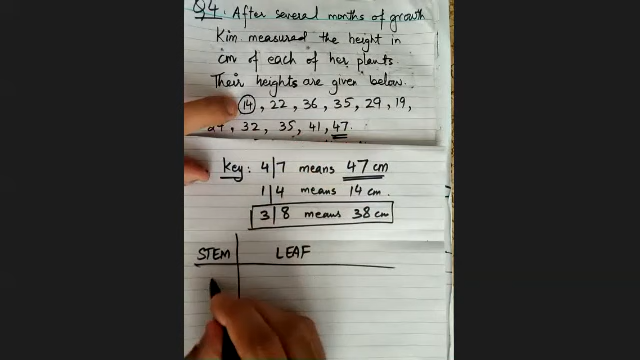 Q4. After several months of growth
Kim measured the height in
cm of each of her plants.
Their heights are given below.
14, 22, 36, 35, 29, 19,
32, 35, 41, 47.
Key: 4|7 means 47 cm
1|4 means 14 cm.
3|8 means 38 cm
STEM LEAF